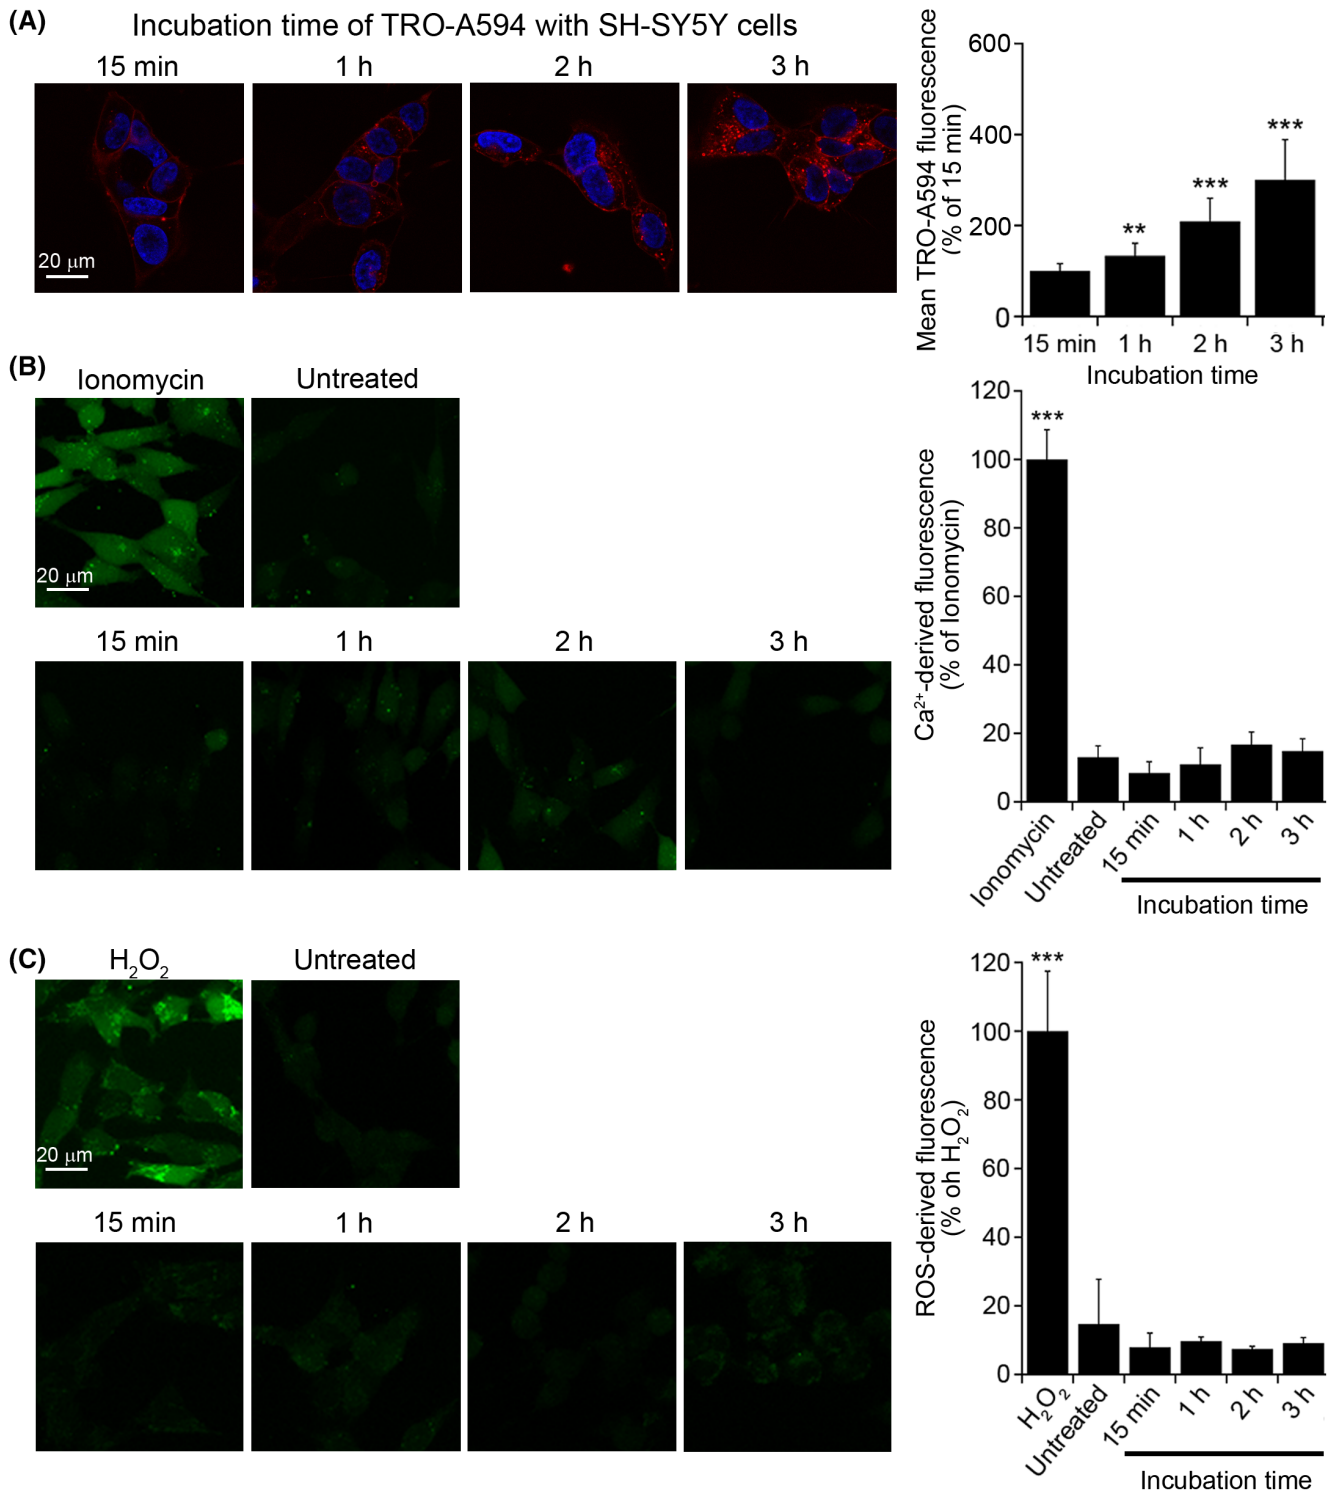 (A)
Incubation time of TRO-A594 with SH-SY5Y cells
15 min 1 h 2 h 3 h
20 μm
Mean TRO-A594 fluorescence
(% of 15 min)
600
400
200
0
** *** ***
15 min 1 h 2 h 3 h
Incubation time
(B)
Ionomycin Untreated
20 μm
15 min 1 h 2 h 3 h
Ca²⁺-derived fluorescence
(% of Ionomycin)
120
100
80
60
40
20
0
***
Ionomycin Untreated 15 min 1 h 2 h 3 h
Incubation time
(C)
H₂O₂ Untreated
20 μm
15 min 1 h 2 h 3 h
ROS-derived fluorescence
(% oh H₂O₂)
120
100
80
60
40
20
0
***
H₂O₂ Untreated 15 min 1 h 2 h 3 h
Incubation time